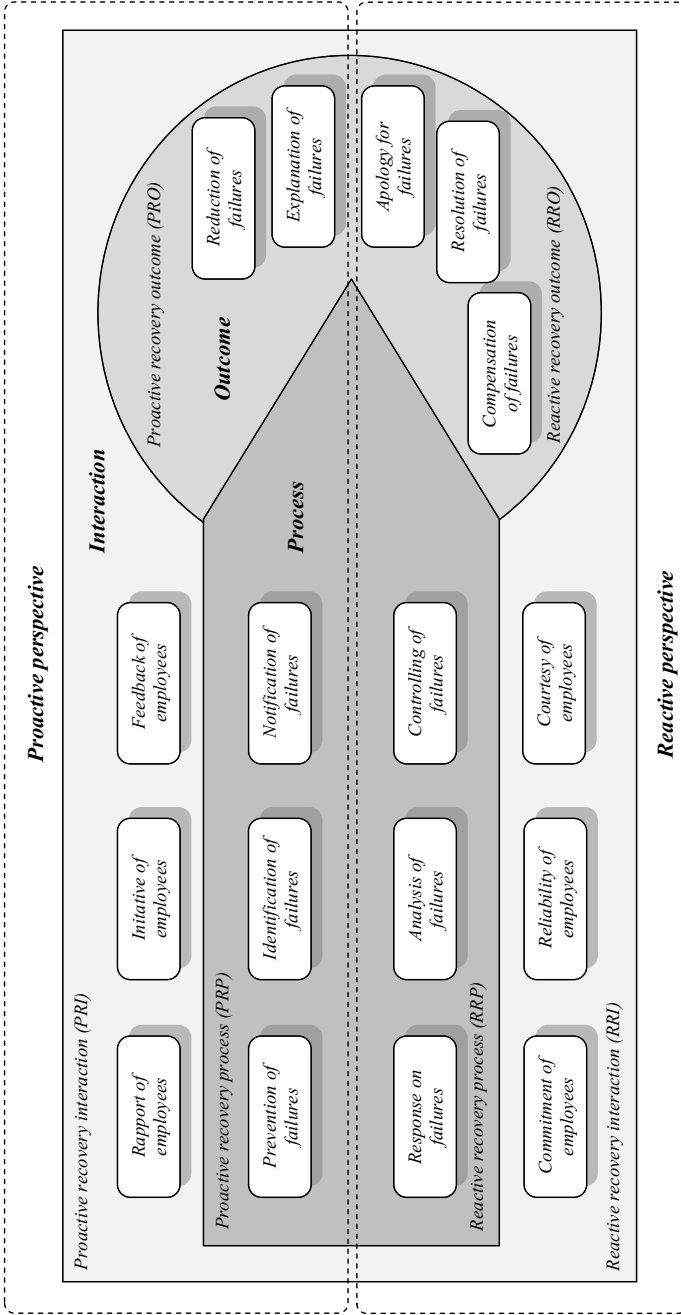 Proactive perspective
Interaction
Proactive recovery interaction (PRI)
Rapport of
employees
Initative of
employees
Feedback of
employees
Proactive recovery outcome (PRO)
Outcome
Reduction of
failures
Explanation of
failures
Process
Proactive recovery process (PRP)
Prevention of
failures
Identification of
failures
Notification of
failures
Response on
failures
Analysis of
failures
Controlling of
failures
Reactive recovery process (RRP)
Apology for
failures
Resolution of
failures
Compensation
of failures
Reactive recovery outcome (RRO)
Commitment of
employees
Reliability of
employees
Courtesy of
employees
Reactive recovery interaction (RRI)
Reactive perspective